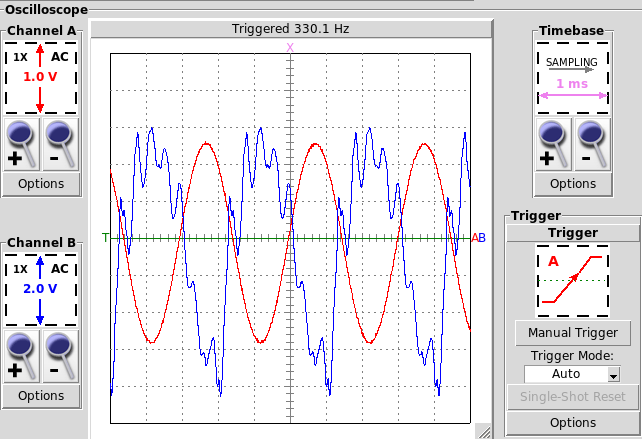 Oscilloscope
Channel A
1X AC
1.0 V
+ -
Options
Channel B
1X AC
2.0 V
+ -
Options
Triggered 330.1 Hz
X
T
AB
Timebase
SAMPLING
1 ms
+ -
Options
Trigger
Trigger
A
Manual Trigger
Trigger Mode:
Auto
Single-Shot Reset
Options